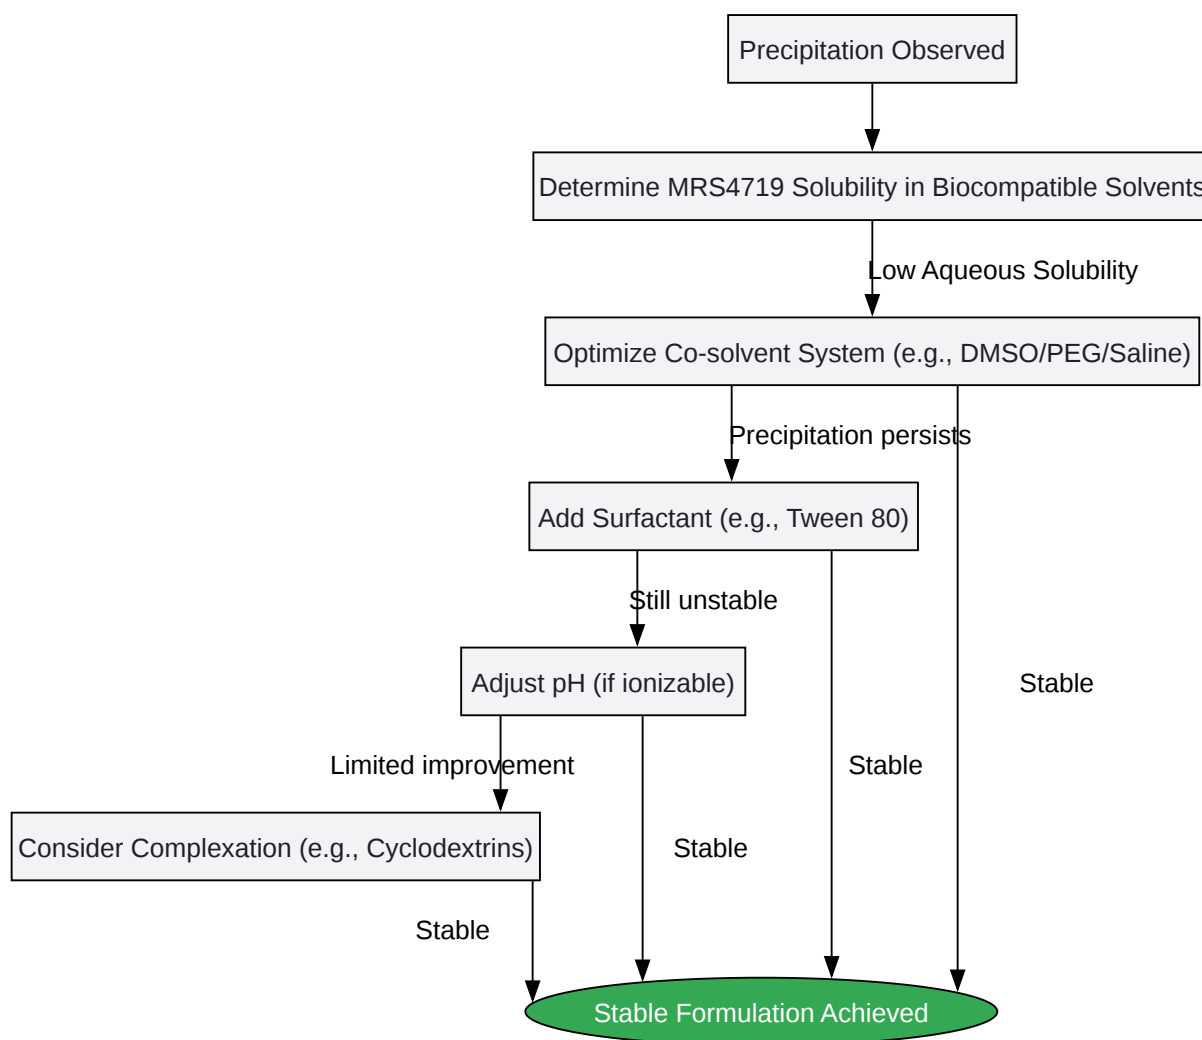 Precipitation Observed
Determine MRS4719 Solubility in Biocompatible Solvents
Low Aqueous Solubility
Optimize Co-solvent System (e.g., DMSO/PEG/Saline)
Precipitation persists
Add Surfactant (e.g., Tween 80)
Still unstable
Adjust pH (if ionizable)
Stable
Limited improvement
Stable
Consider Complexation (e.g., Cyclodextrins)
Stable
Stable
Stable Formulation Achieved